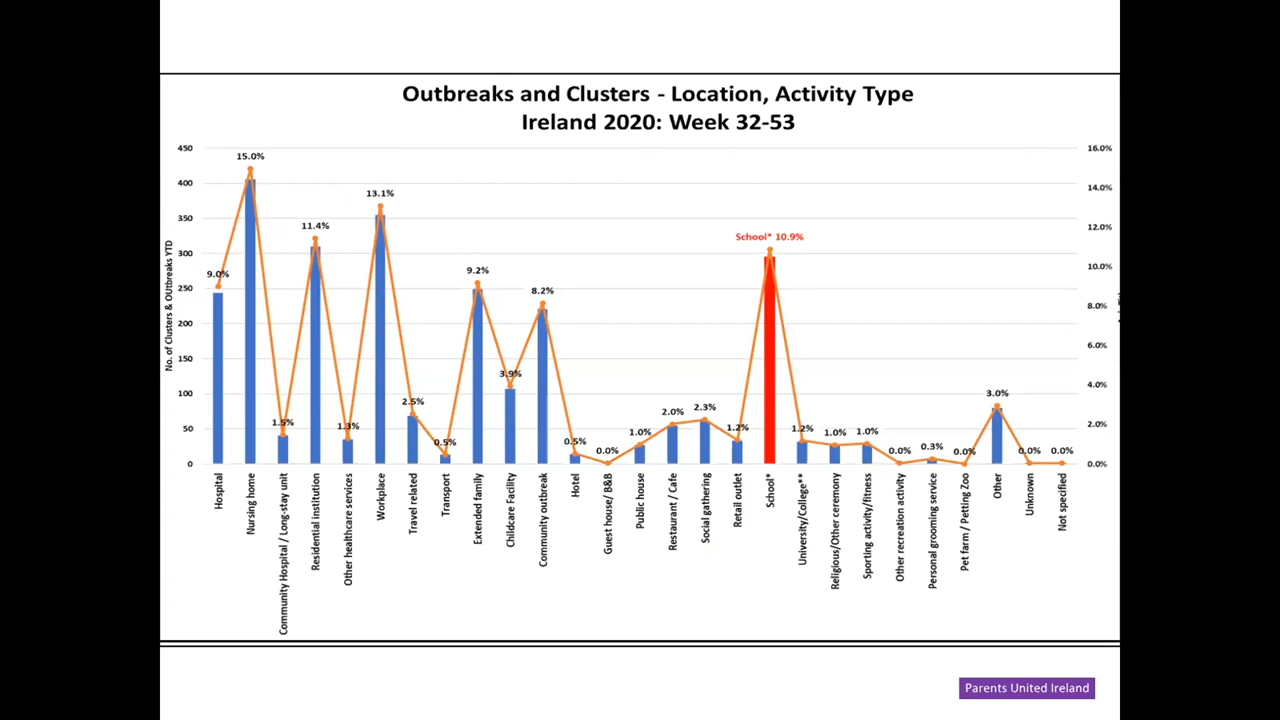 Outbreaks and Clusters - Location, Activity Type
Ireland 2020: Week 32-53
No. of Clusters & OUtbreaks YTD
450
400
350
300
250
200
150
100
50
0
16.0%
14.0%
12.0%
10.0%
8.0%
6.0%
4.0%
2.0%
0.0%
9.0%
15.0%
1.5%
11.4%
1.3%
13.1%
2.5%
0.5%
9.2%
3.9%
8.2%
0.5%
0.0%
1.0%
2.0%
2.3%
1.2%
School* 10.9%
1.2%
1.0%
1.0%
0.0%
0.3%
0.0%
3.0%
0.0%
0.0%
Hospital
Nursing home
Community Hospital / Long-stay unit
Residential institution
Other healthcare services
Workplace
Travel related
Transport
Extended family
Childcare Facility
Community outbreak
Hotel
Guest house/ B&B
Public house
Restaurant / Cafe
Social gathering
Retail outlet
School*
University/College**
Religious/Other ceremony
Sporting activity/fitness
Other recreation activity
Personal grooming service
Pet farm / Petting Zoo
Other
Unknown
Not specified
Parents United Ireland